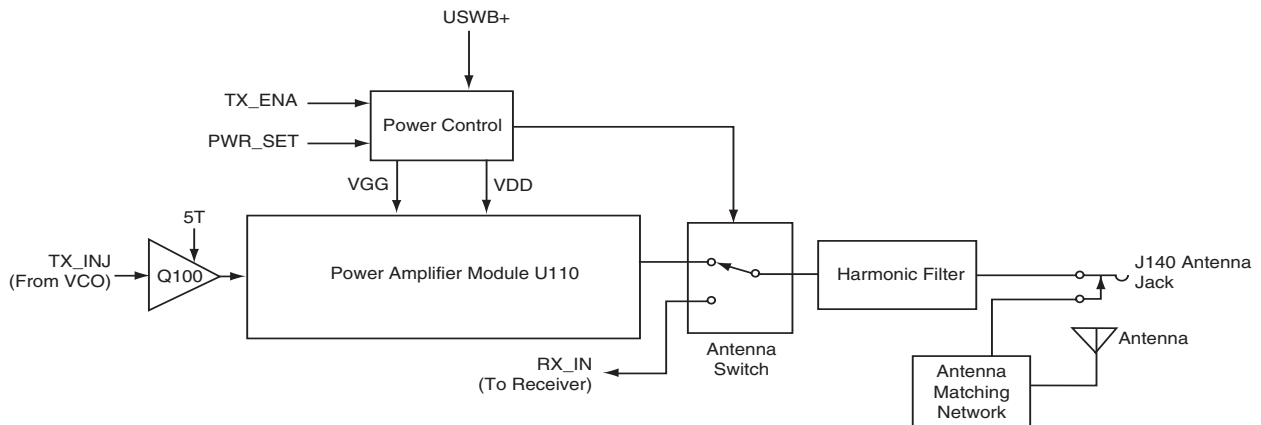 USWB+
TX_ENA
Power Control
PWR_SET
VGG
VDD
5T
TX_INJ
(From VCO)
Q100
Power Amplifier Module U110
Harmonic Filter
J140 Antenna
Jack
RX_IN
(To Receiver)
Antenna
Switch
Antenna
Antenna
Matching
Network